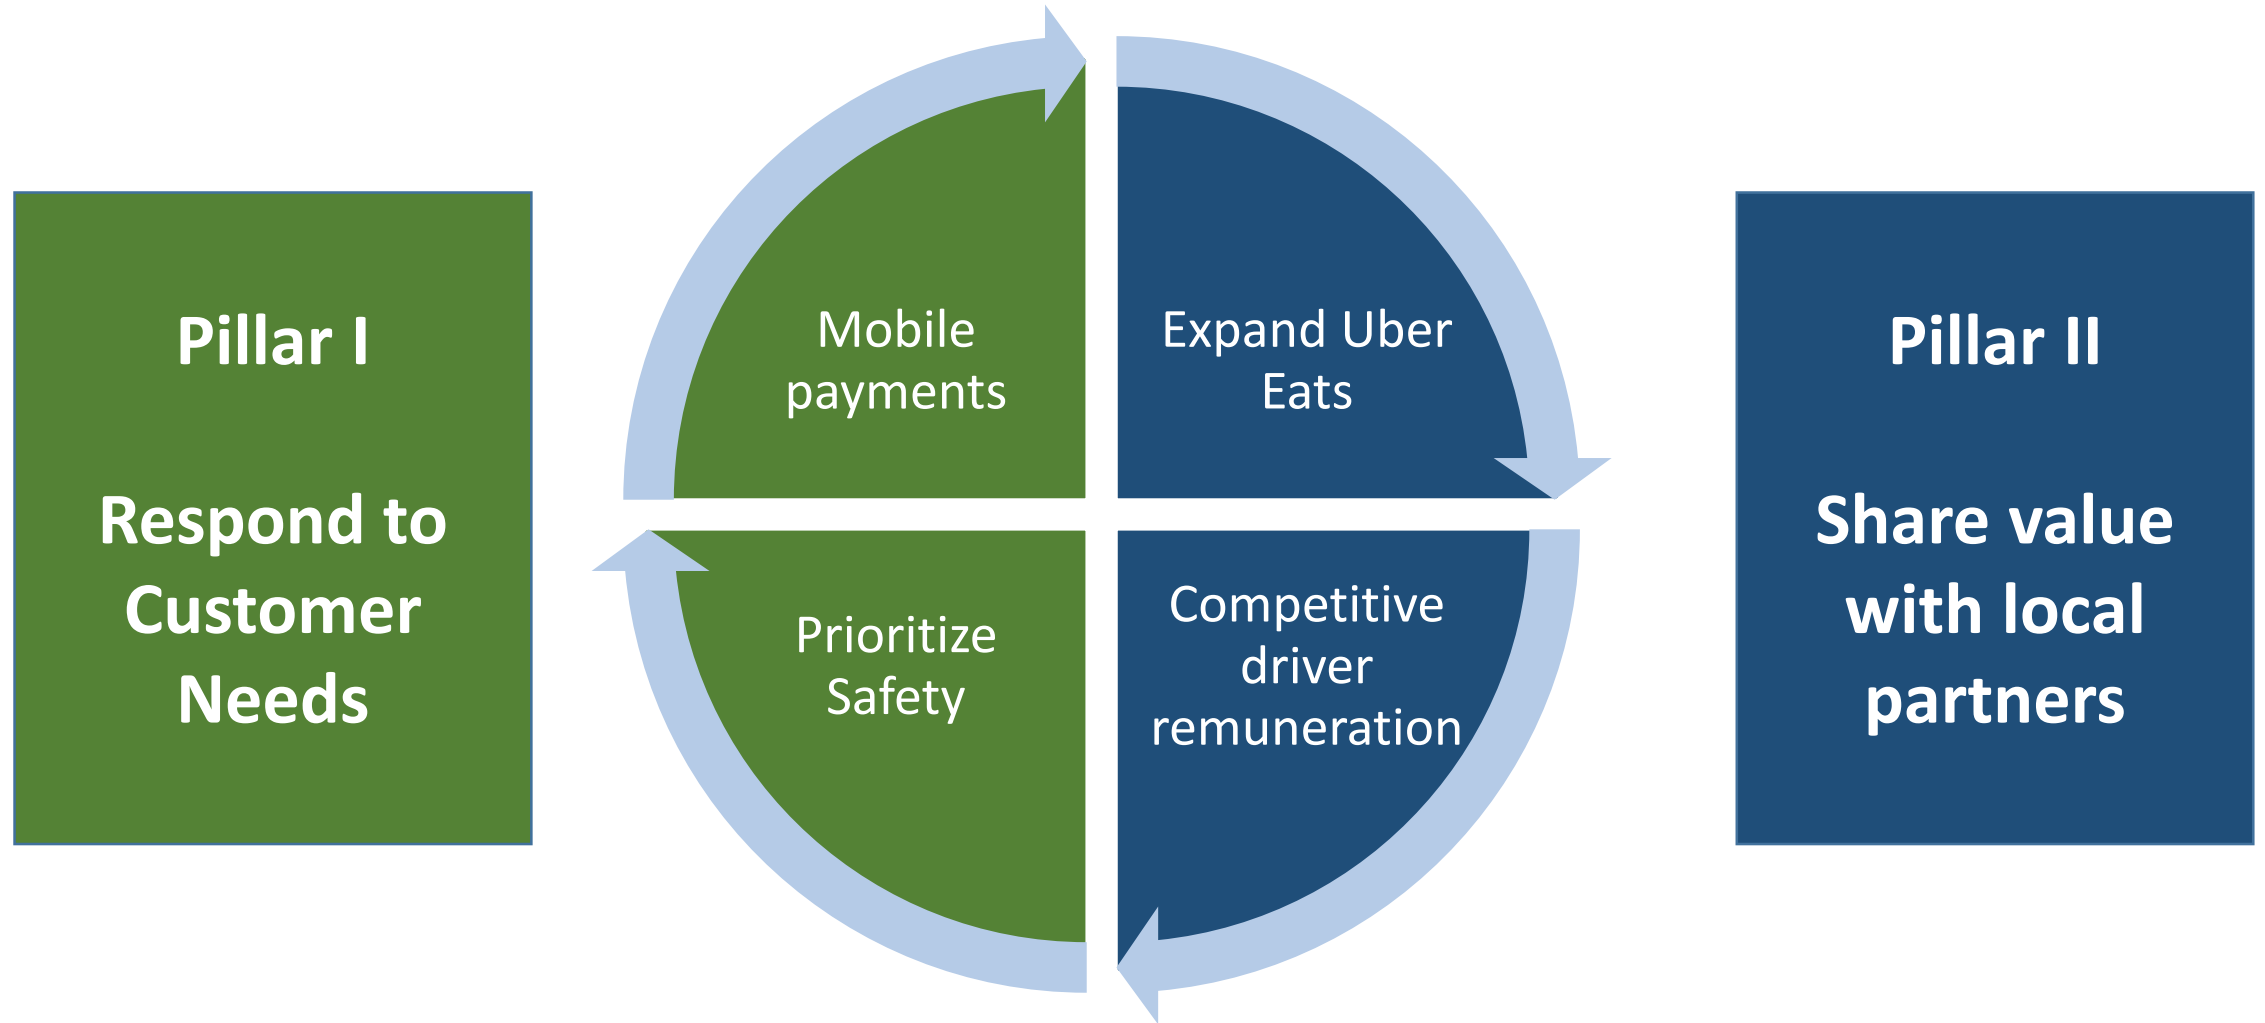 Pillar I
Respond to
Customer
Needs
Mobile
payments
Expand Uber
Eats
Prioritize
Safety
Competitive
driver
remuneration
Pillar II
Share value
with local
partners